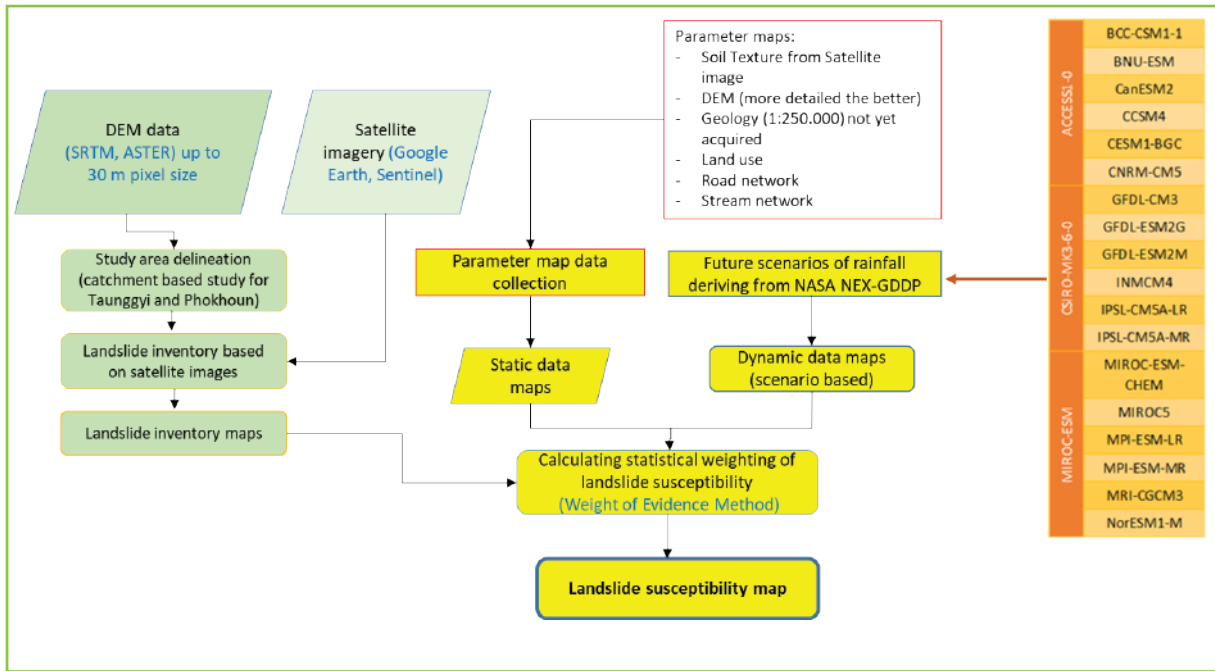 DEM data
(SRTM, ASTER) up to
30 m pixel size
Satellite
imagery (Google
Earth, Sentinel)
Study area delineation
(catchment based study for
Taunggyi and Phokhoun)
Landslide inventory based
on satellite images
Landslide inventory maps
Parameter maps:
- Soil Texture from Satellite
image
- DEM (more detailed the better)
- Geology (1:250.000) not yet
acquired
- Land use
- Road network
- Stream network
Parameter map data
collection
Future scenarios of rainfall
deriving from NASA NEX-GDDP
Static data
maps
Dynamic data maps
(scenario based)
Calculating statistical weighting of
landslide susceptibility
(Weight of Evidence Method)
Landslide susceptibility map
ACCESS1-0
BCC-CSM1-1
BNU-ESM
CanESM2
CCSM4
CESM1-BGC
CNRM-CM5
CSIRO-MK3-6-0
GFDL-CM3
GFDL-ESM2G
GFDL-ESM2M
INMCM4
IPSL-CM5A-LR
IPSL-CM5A-MR
MIROC-ESM
MIROC-ESM-
CHEM
MIROC5
MPI-ESM-LR
MPI-ESM-MR
MRI-CGCM3
NorESM1-M